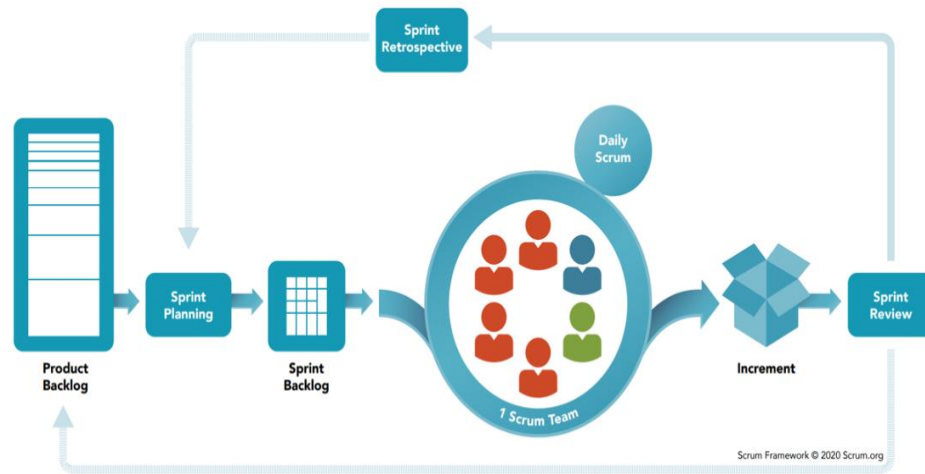 Sprint
Retrospective
Daily
Scrum
Sprint
Planning
Sprint
Review
Product
Backlog
Sprint
Backlog
Increment
1 Scrum Team
Scrum Framework © 2020 Scrum.org